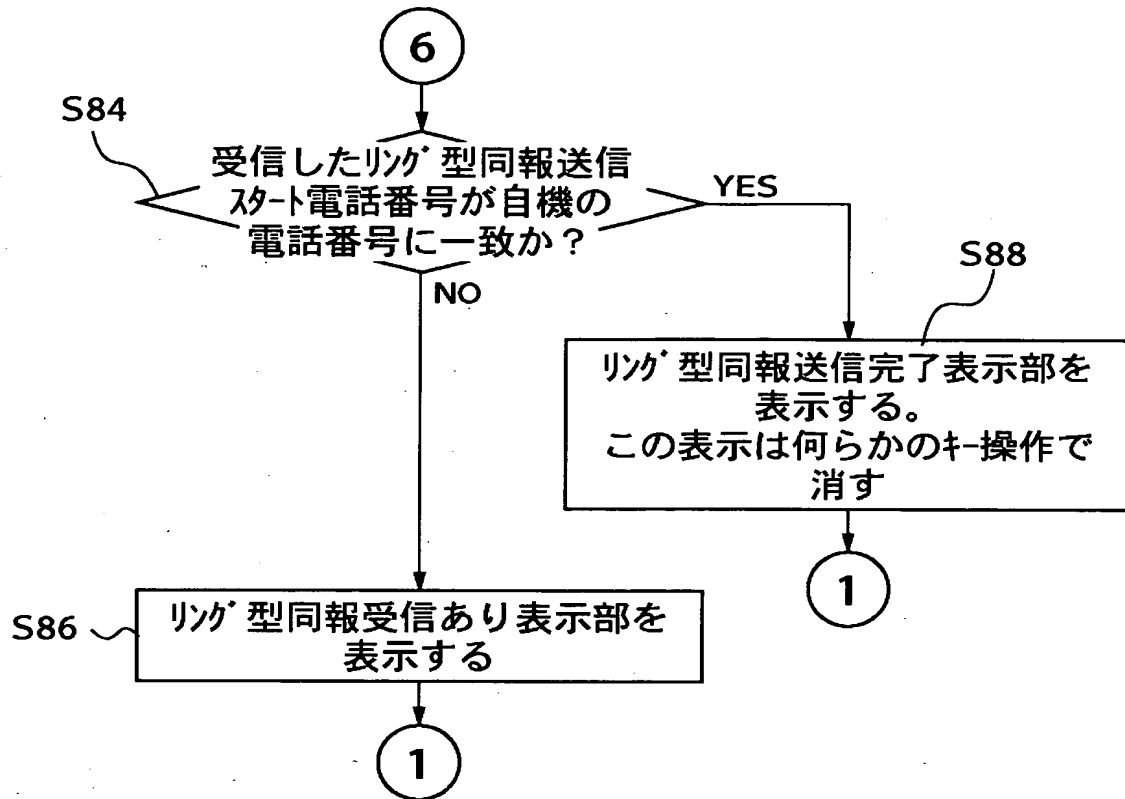 6
S84
受信したﾘﾝｸﾞ型同報送信
ｽﾀｰﾄ電話番号が自機の
電話番号に一致か？
YES
NO
S88
ﾘﾝｸﾞ型同報送信完了表示部を
表示する。
この表示は何らかのｷｰ操作で
消す
1
S86
ﾘﾝｸﾞ型同報受信あり表示部を
表示する
1